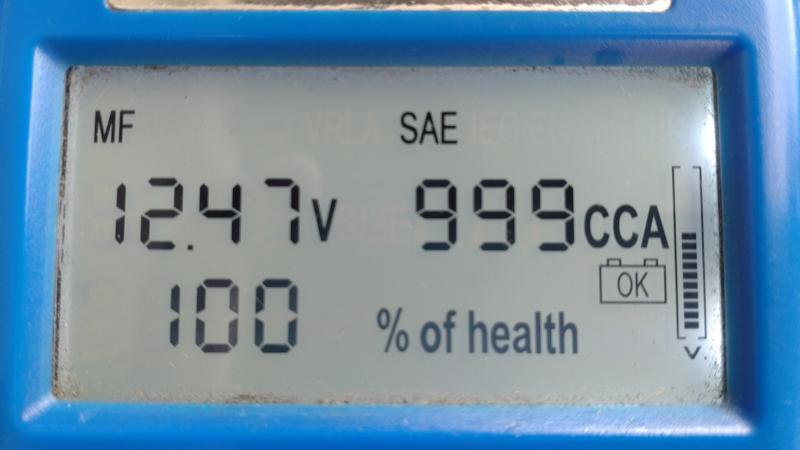 MF SAE
12.47V 999CCA
OK
100 % of health
V